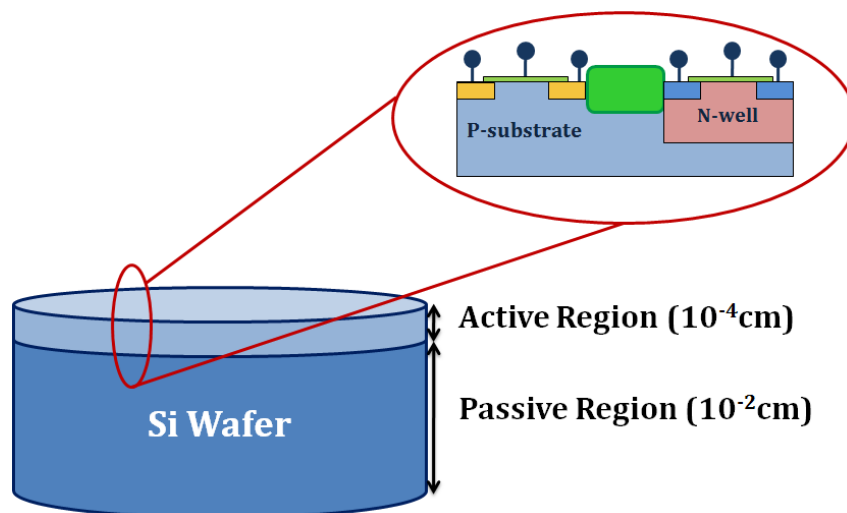 P-substrate
N-well
Active Region (10⁻⁴cm)
Passive Region (10⁻²cm)
Si Wafer